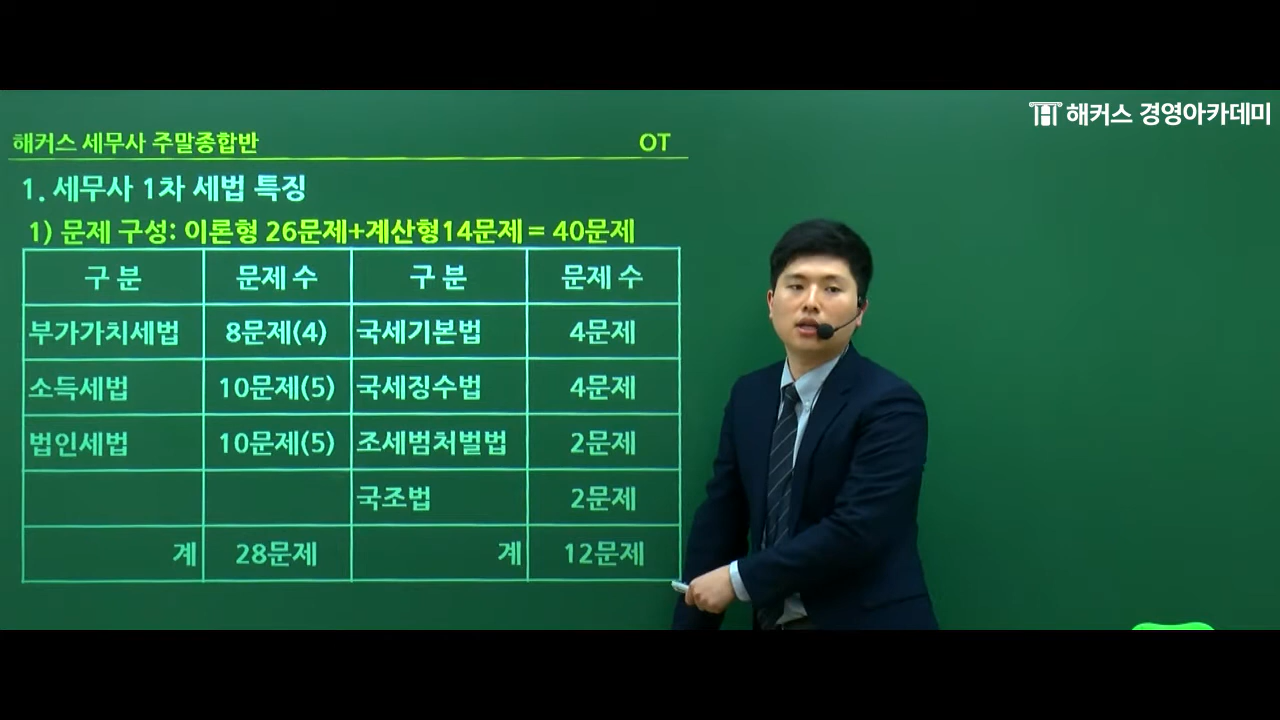 해커스 경영아카데미
해커스 세무사 주말종합반 OT
1. 세무사 1차 세법 특징
1) 문제 구성: 이론형 26문제+계산형14문제 = 40문제
구 분 문제 수 구 분 문제 수
부가가치세법 8문제(4) 국세기본법 4문제
소득세법 10문제(5) 국세징수법 4문제
법인세법 10문제(5) 조세범처벌법 2문제
국조법 2문제
계 28문제 계 12문제